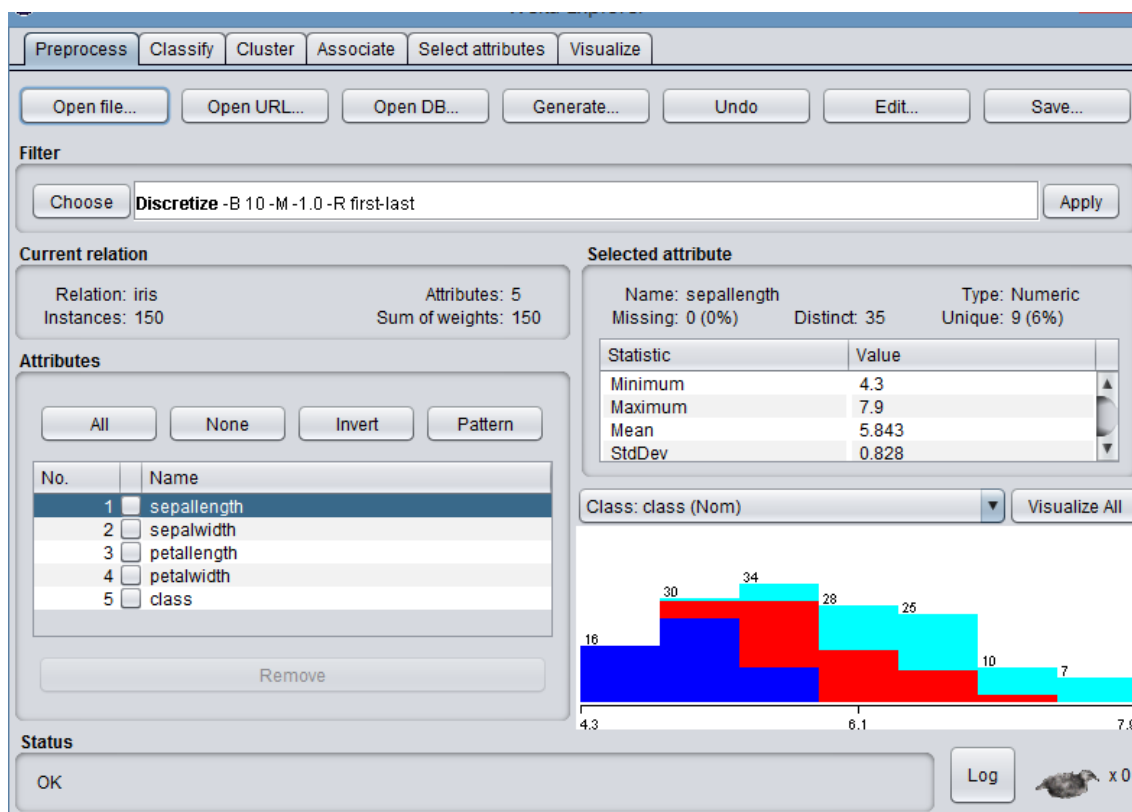 Weka Explorer
Preprocess Classify Cluster Associate Select attributes Visualize
Open file... Open URL... Open DB... Generate... Undo Edit... Save...
Filter
Choose Discretize -B 10 -M -1.0 -R first-last Apply
Current relation
Relation: iris Attributes: 5
Instances: 150 Sum of weights: 150
Selected attribute
Name: sepallength Type: Numeric
Missing: 0 (0%) Distinct: 35 Unique: 9 (6%)
Statistic Value
Minimum 4.3
Maximum 7.9
Mean 5.843
StdDev 0.828
Attributes
All None Invert Pattern
No. Name
1 sepallength
2 sepalwidth
3 petallength
4 petalwidth
5 class
Remove
Class: class (Nom) Visualize All
16 30 34 28 25 10 7
4.3 6.1 7.9
Status
OK
Log x 0